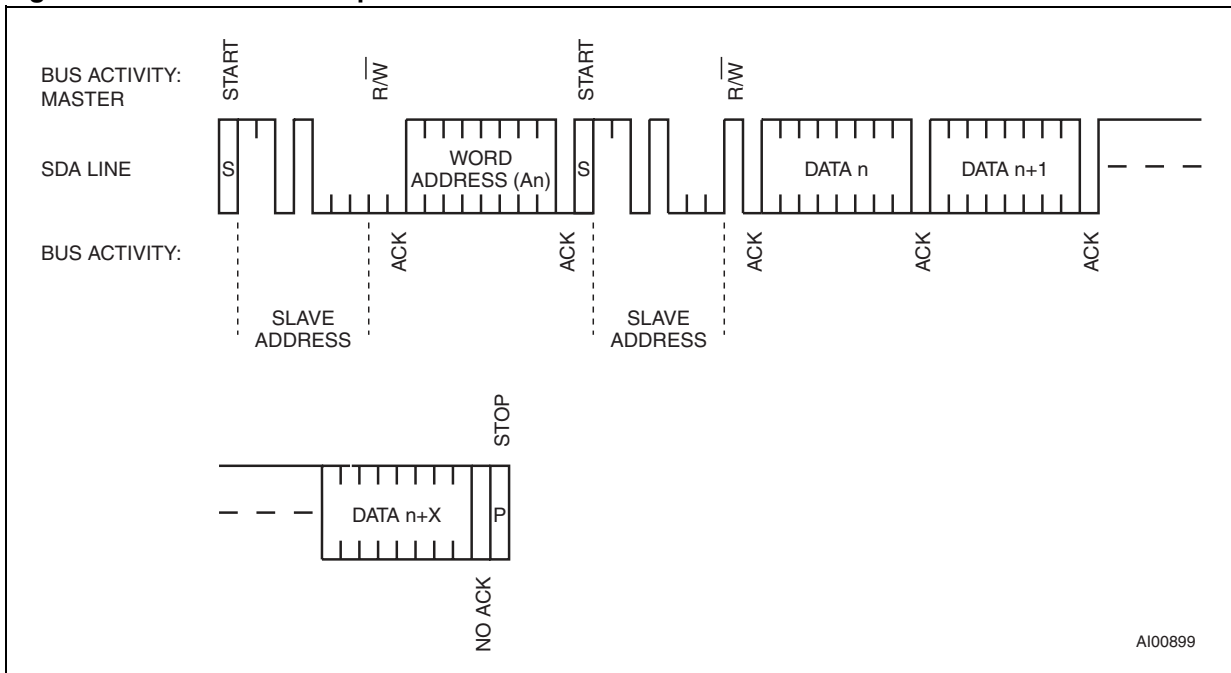 BUS ACTIVITY:
MASTER
START
R/W
START
R/W
SDA LINE
S
WORD
ADDRESS (An)
S
DATA n
DATA n+1
BUS ACTIVITY:
ACK
ACK
ACK
ACK
ACK
SLAVE
ADDRESS
SLAVE
ADDRESS
STOP
DATA n+X
P
NO ACK
AI00899